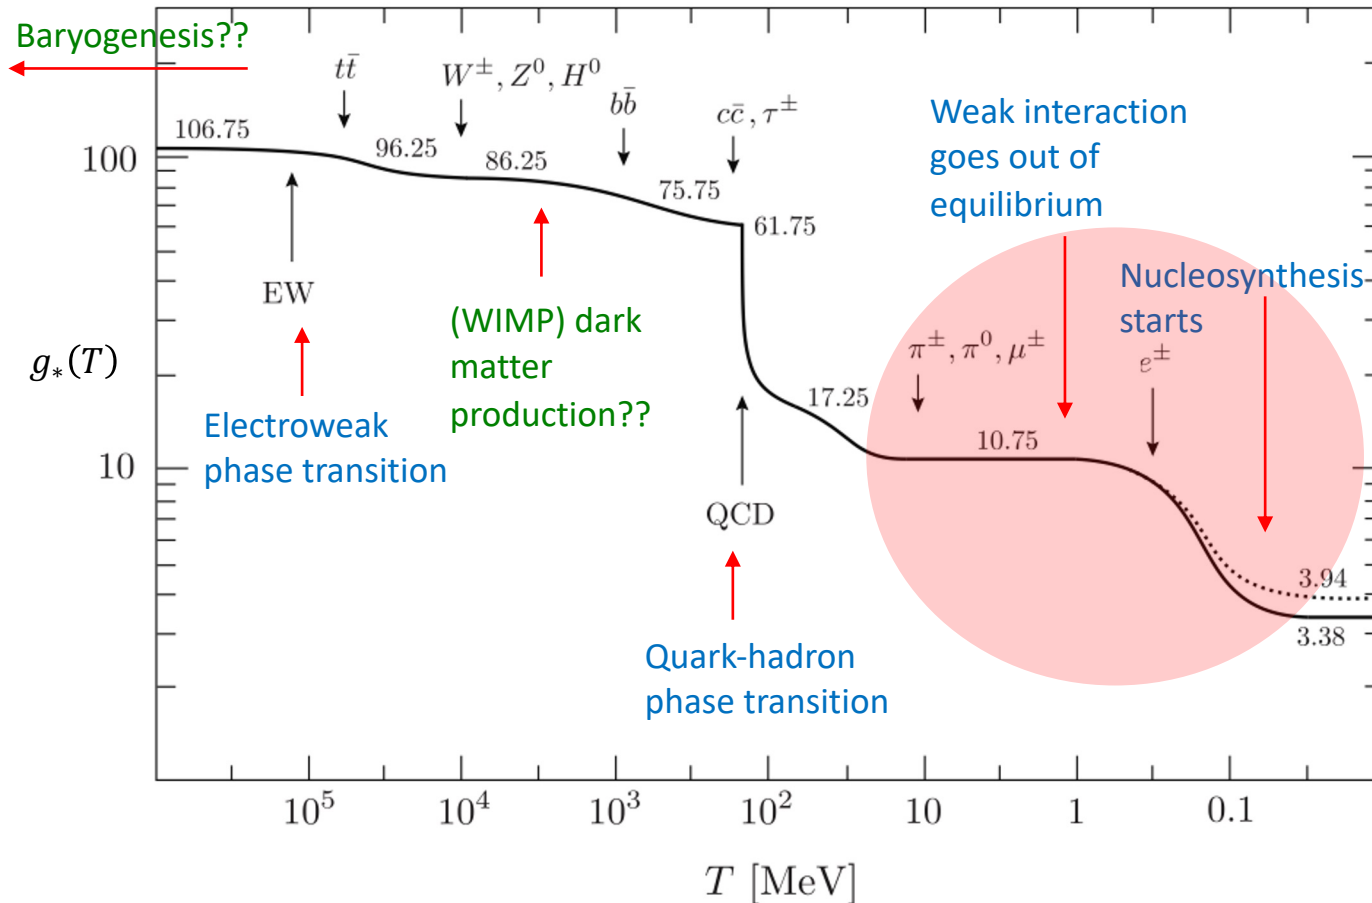 Baryogenesis??
tt̄
W±, Z⁰, H⁰
bb̄
cc̄, τ±
Weak interaction
goes out of
equilibrium
106.75
100
96.25
86.25
75.75
61.75
EW
(WIMP) dark
matter
production??
Nucleosynthesis
starts
π±, π⁰, μ±
e±
g*(T)
17.25
Electroweak
phase transition
10
10.75
QCD
3.94
3.38
Quark-hadron
phase transition
10⁵
10⁴
10³
10²
10
1
0.1
T [MeV]